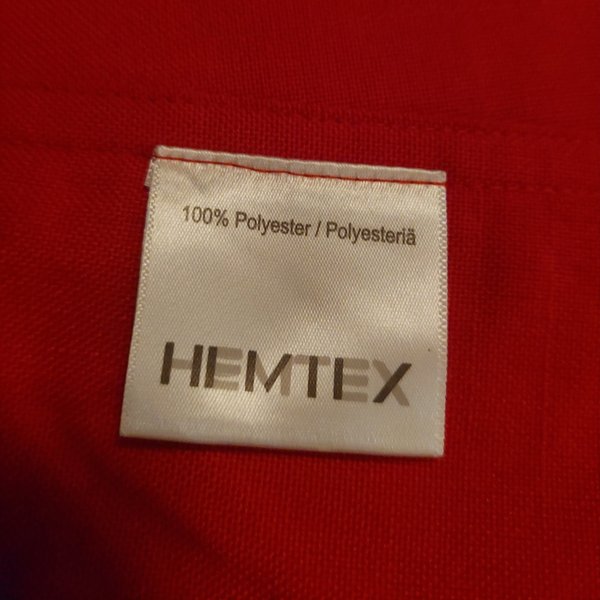 100% Polyester / Polyesteriä
HEMTEX